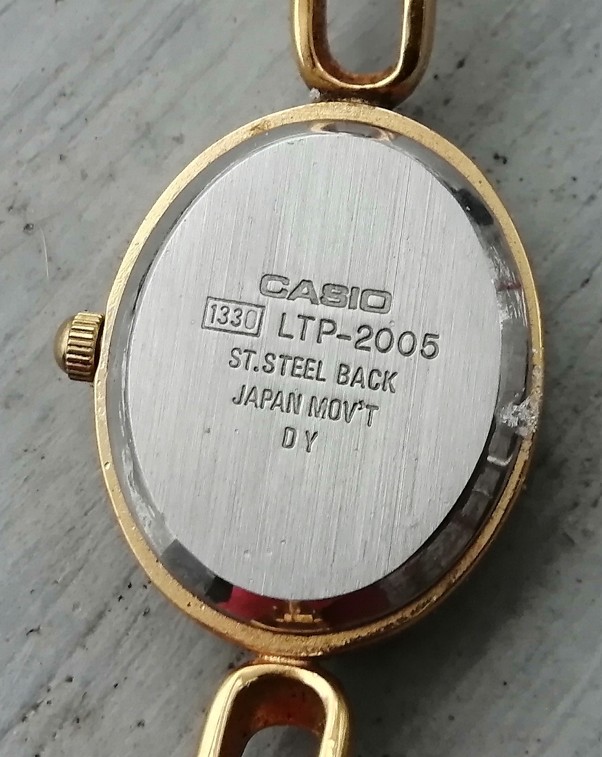 CASIO
1330 LTP-2005
ST.STEEL BACK
JAPAN MOV'T
D Y